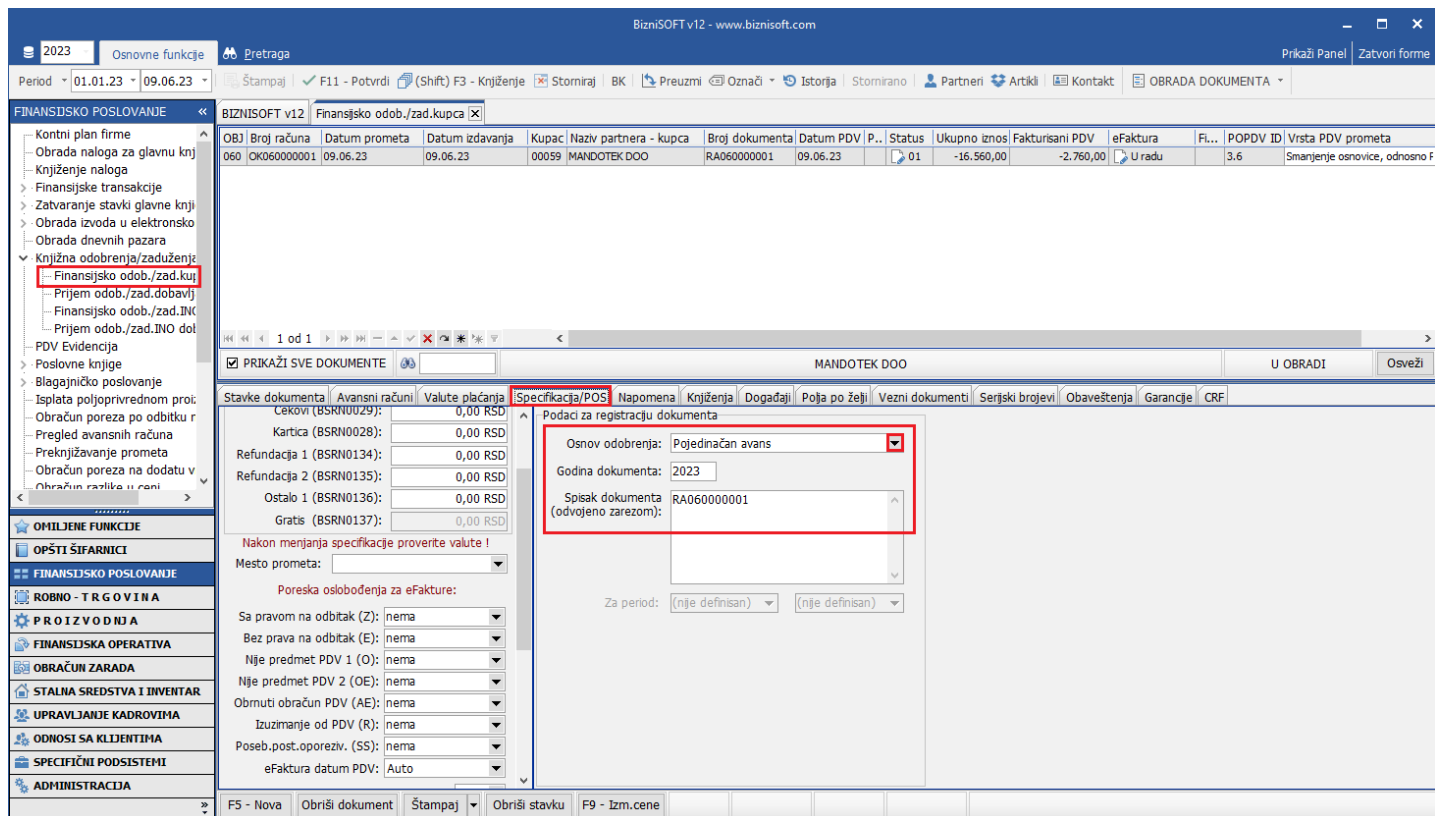 BizniSOFT v12 - www.biznisoft.com
2023 Osnovne funkcije Pretraga Prikaži Panel Zatvori forme
Period 01.01.23 09.06.23 Štampaj F11 - Potvrdi (Shift) F3 - Knjiženje Storniraj BK Preuzmi Označi Istorija Stornirano Partneri Artikli Kontakt OBRADA DOKUMENTA
FINANSIJSKO POSLOVANJE «
Kontni plan firme
Obrada naloga za glavnu knj
Knjiženje naloga
Finansijske transakcije
Zatvaranje stavki glavne knji
Obrada izvoda u elektronsko
Obrada dnevnih pazara
Knjižna odobrenja/zaduženja
Finansijsko odob./zad.kup
Prijem odob./zad.dobavlj
Finansijsko odob./zad.INO
Prijem odob./zad.INO dob
PDV Evidencija
Poslovne knjige
Blagajničko poslovanje
Isplata poljoprivrednom proiz
Obračun poreza po odbitku r
Pregled avansnih računa
Preknjižavanje prometa
Obračun poreza na dodatu v
Obračun razlike u ceni
OMILJENE FUNKCIJE
OPŠTI ŠIFARNICI
FINANSIJSKO POSLOVANJE
ROBNO - T R G O V I N A
P R O I Z V O D NJ A
FINANSIJSKA OPERATIVA
OBRAČUN ZARADA
STALNA SREDSTVA I INVENTAR
UPRAVLJANJE KADROVIMA
ODNOSI SA KLIJENTIMA
SPECIFIČNI PODSISTEMI
ADMINISTRACIJA
»
BIZNISOFT v12 Finansijsko odob./zad.kupca
OBJ Broj računa Datum prometa Datum izdavanja Kupac Naziv partnera - kupca Broj dokumenta Datum PDV P... Status Ukupno iznos Fakturisani PDV eFaktura Fi... POPDV ID Vrsta PDV prometa
060 OK060000001 09.06.23 09.06.23 00059 MANDOTEK DOO RA060000001 09.06.23 01 -16.560,00 -2.760,00 U radu 3.6 Smanjenje osnovice, odnosno P
1 od 1
PRIKAŽI SVE DOKUMENTE MANDOTEK DOO U OBRADI Osveži
Stavke dokumenta Avansni računi Valute plaćanja Specifikacija/POS Napomena Knjiženja Događaji Polja po želji Vezni dokumenti Serijski brojevi Obaveštenja Garancije CRF
Čekovi (BSRN0029): 0,00 RSD
Kartica (BSRN0028): 0,00 RSD
Refundacija 1 (BSRN0134): 0,00 RSD
Refundacija 2 (BSRN0135): 0,00 RSD
Ostalo 1 (BSRN0136): 0,00 RSD
Gratis (BSRN0137): 0,00 RSD
Nakon menjanja specifikacije proverite valute !
Mesto prometa:
Poreska oslobođenja za eFakture:
Sa pravom na odbitak (Z): nema
Bez prava na odbitak (E): nema
Nije predmet PDV 1 (O): nema
Nije predmet PDV 2 (OE): nema
Obrnuti obračun PDV (AE): nema
Izuzimanje od PDV (R): nema
Poseb.post.oporeziv. (SS): nema
eFaktura datum PDV: Auto
Podaci za registraciju dokumenta
Osnov odobrenja: Pojedinačan avans
Godina dokumenta: 2023
Spisak dokumenta RA060000001
(odvojeno zarezom):
Za period: (nije definisan) (nije definisan)
F5 - Nova Obriši dokument Štampaj Obriši stavku F9 - Izm.cene